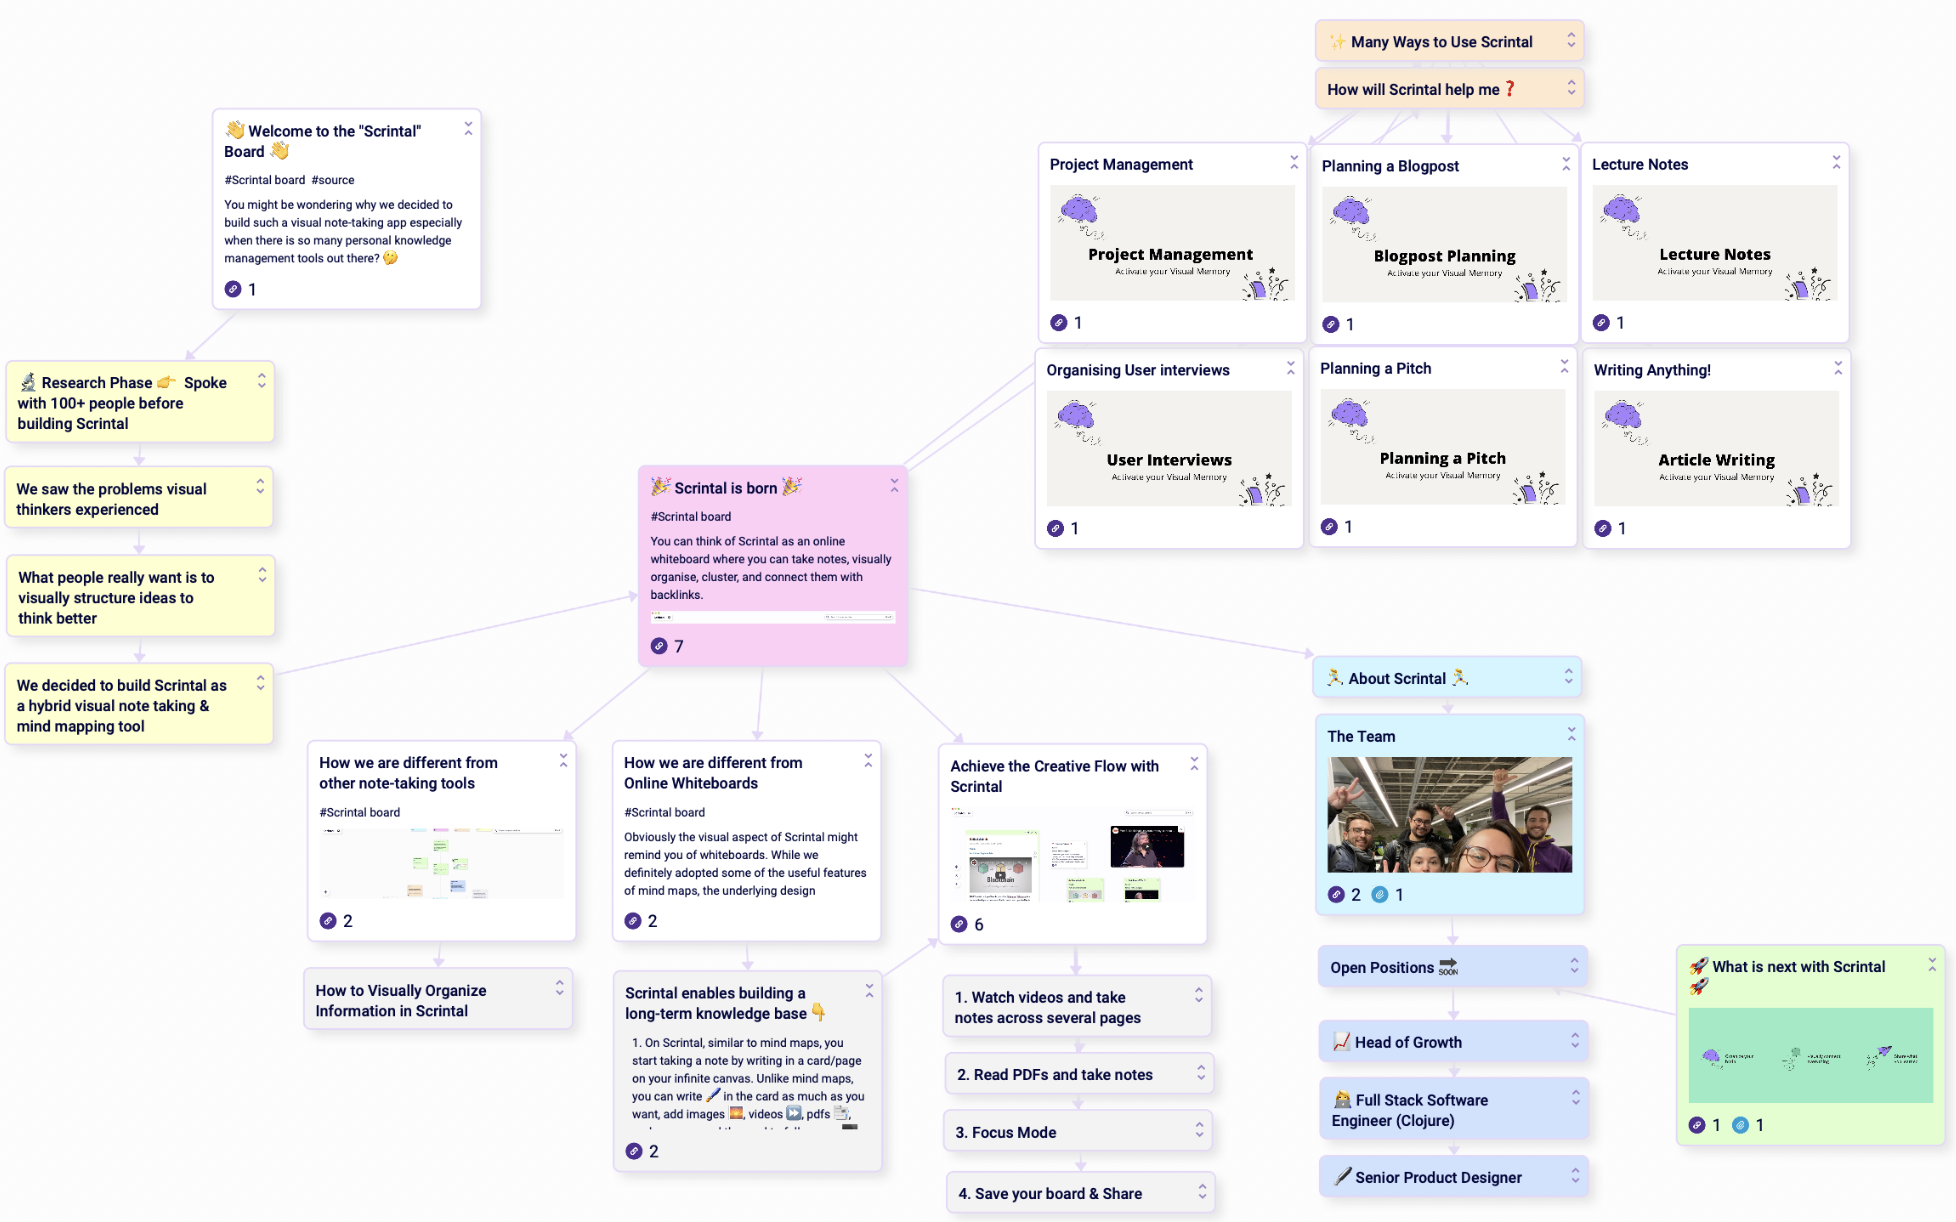 Many Ways to Use Scrintal
How will Scrintal help me ❓
👋 Welcome to the "Scrintal"
Board 👋
#Scrintal board #source
You might be wondering why we decided to
build such a visual note-taking app especially
when there is so many personal knowledge
management tools out there? 🤔
1
🔬 Research Phase 👉 Spoke
with 100+ people before
building Scrintal
We saw the problems visual
thinkers experienced
What people really want is to
visually structure ideas to
think better
We decided to build Scrintal as
a hybrid visual note taking &
mind mapping tool
🎉 Scrintal is born 🎉
#Scrintal board
You can think of Scrintal as an online
whiteboard where you can take notes, visually
organise, cluster, and connect them with
backlinks.
7
Project Management
Project Management
Activate your Visual Memory
1
Planning a Blogpost
Blogpost Planning
Activate your Visual Memory
1
Lecture Notes
Lecture Notes
Activate your Visual Memory
1
Organising User interviews
User Interviews
Activate your Visual Memory
1
Planning a Pitch
Planning a Pitch
Activate your Visual Memory
1
Writing Anything!
Article Writing
Activate your Visual Memory
1
How we are different from
other note-taking tools
#Scrintal board
2
How to Visually Organize
Information in Scrintal
How we are different from
Online Whiteboards
#Scrintal board
Obviously the visual aspect of Scrintal might
remind you of whiteboards. While we
definitely adopted some of the useful features
of mind maps, the underlying design
2
Scrintal enables building a
long-term knowledge base 👇
1. On Scrintal, similar to mind maps, you
start taking a note by writing in a card/page
on your infinite canvas. Unlike mind maps,
you can write 🖊 in the card as much as you
want, add images 🌅, videos ⏩, pdfs 📑,
2
Achieve the Creative Flow with
Scrintal
Blockchain
6
1. Watch videos and take
notes across several pages
2. Read PDFs and take notes
3. Focus Mode
4. Save your board & Share
🏃 About Scrintal 🏃
The Team
2 1
Open Positions 🔜
📈 Head of Growth
Full Stack Software
Engineer (Clojure)
🖋 Senior Product Designer
🚀 What is next with Scrintal
🚀
1 1